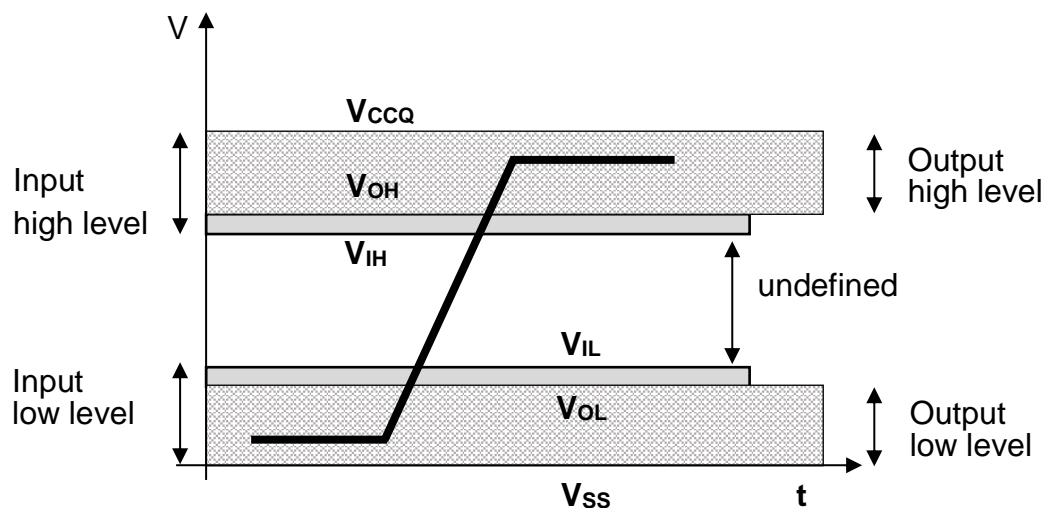 V
VCCQ
Input
high level
VOH
Output
high level
VIH
undefined
VIL
Input
low level
VOL
Output
low level
VSS
t